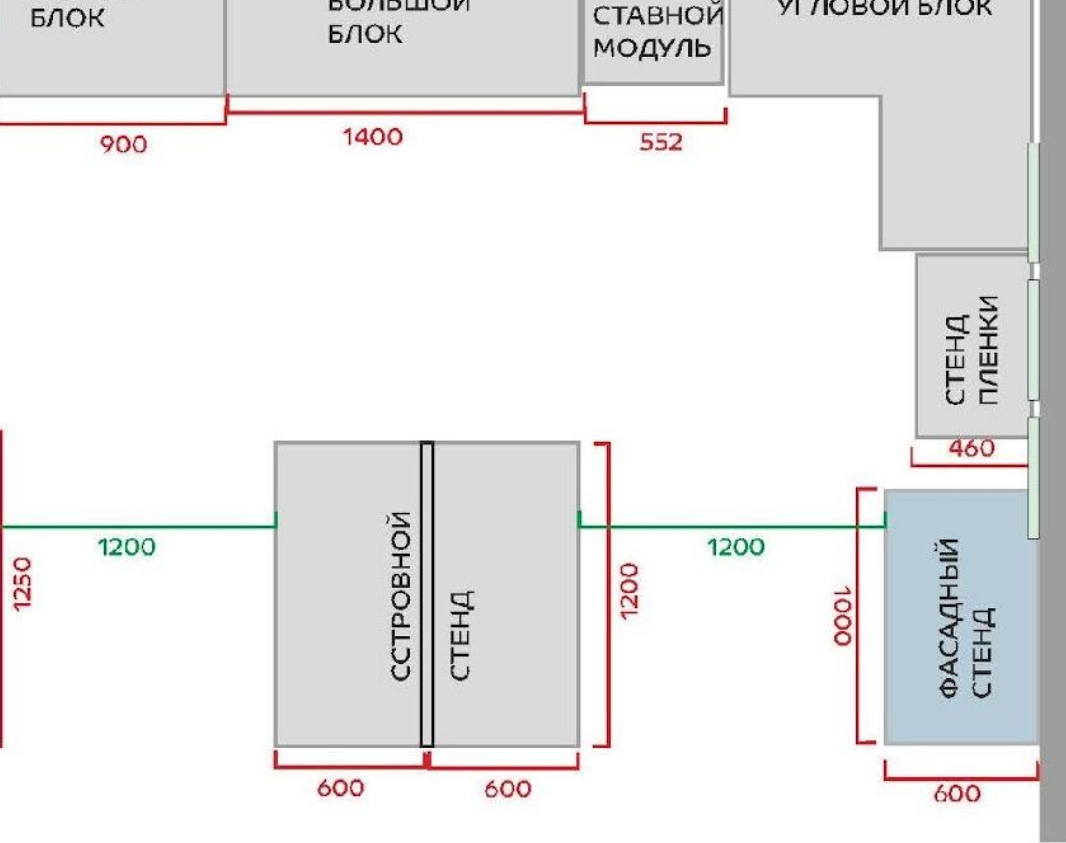 БЛОК
БОЛЬШОЙ
БЛОК
СТАВНОЙ
МОДУЛЬ
УГЛОВОЙ БЛОК
900
1400
552
СТЕНД
ПЛЕНКИ
460
1200
1250
ССТРОВНОЙ
СТЕНД
1200
1200
1000
ФАСАДНЫЙ
СТЕНД
600
600
600